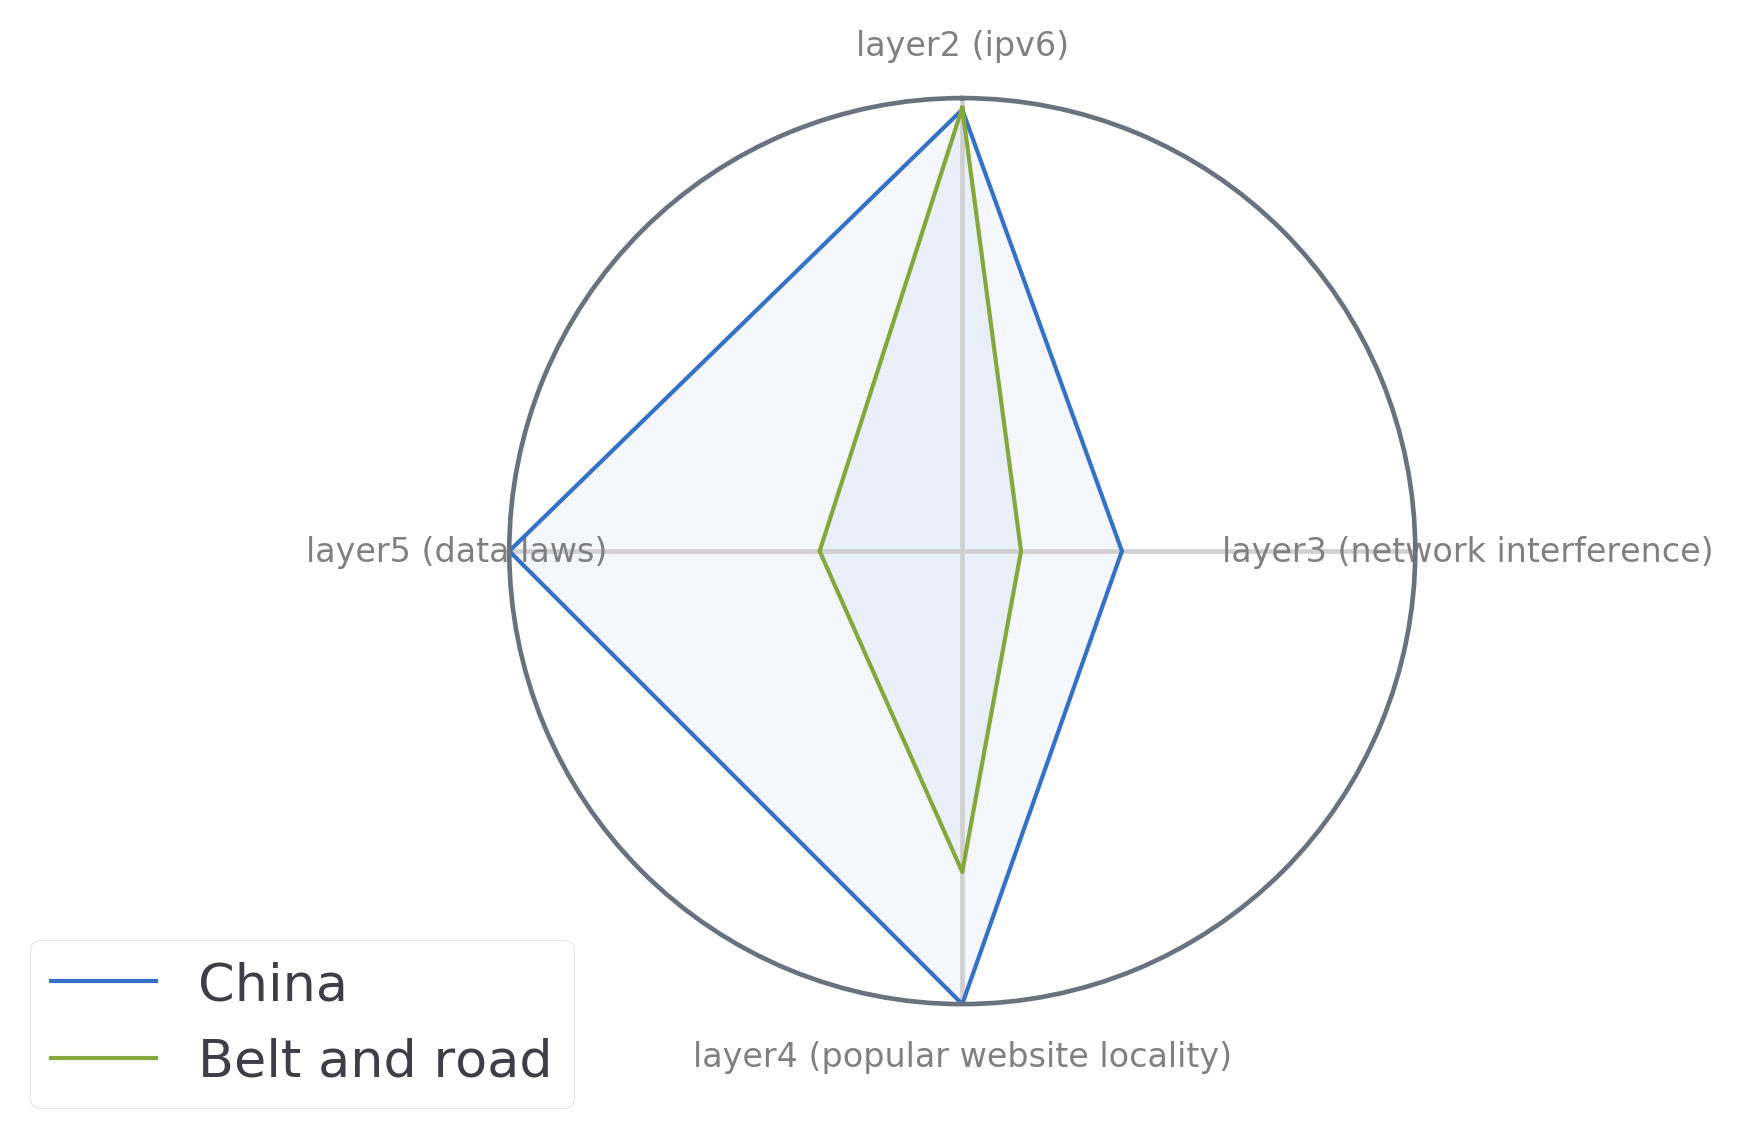 layer2 (ipv6)
layer5 (data laws)
layer3 (network interference)
layer4 (popular website locality)
China
Belt and road